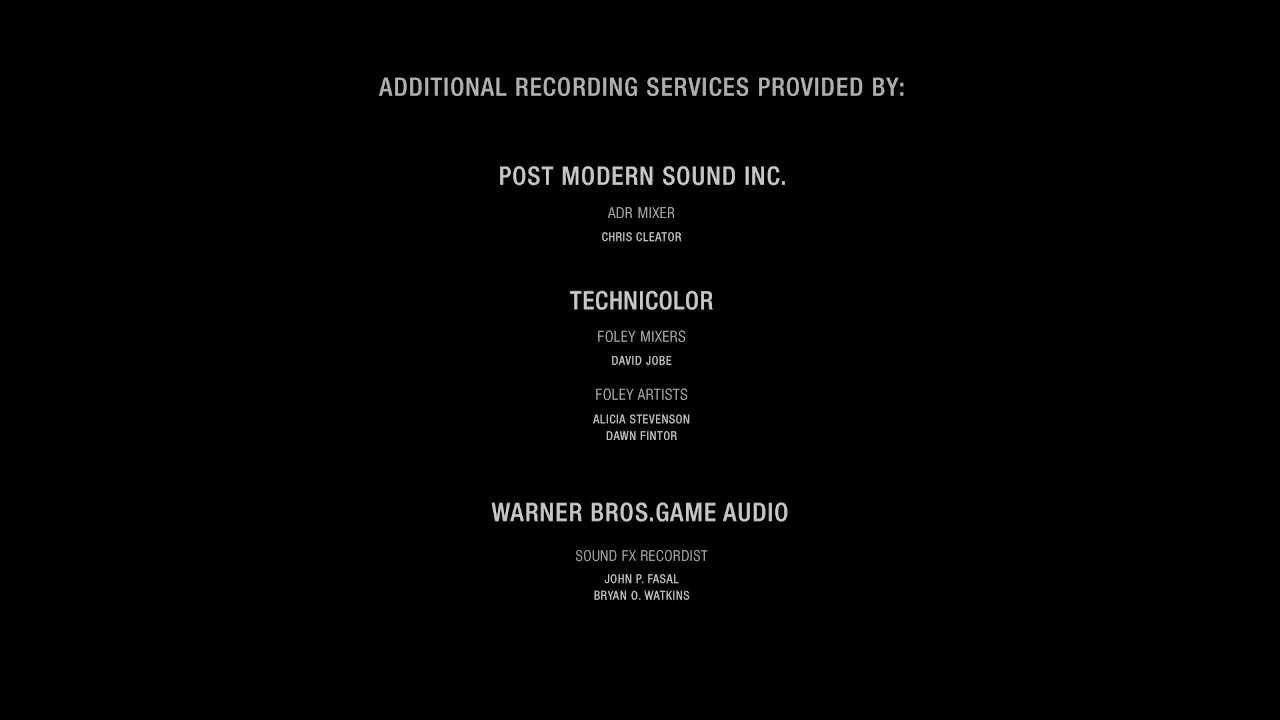 ADDITIONAL RECORDING SERVICES PROVIDED BY:
POST MODERN SOUND INC.
ADR MIXER
CHRIS CLEATOR
TECHNICOLOR
FOLEY MIXERS
DAVID JOBE
FOLEY ARTISTS
ALICIA STEVENSON
DAWN FINTOR
WARNER BROS.GAME AUDIO
SOUND FX RECORDIST
JOHN P. FASAL
BRYAN O. WATKINS